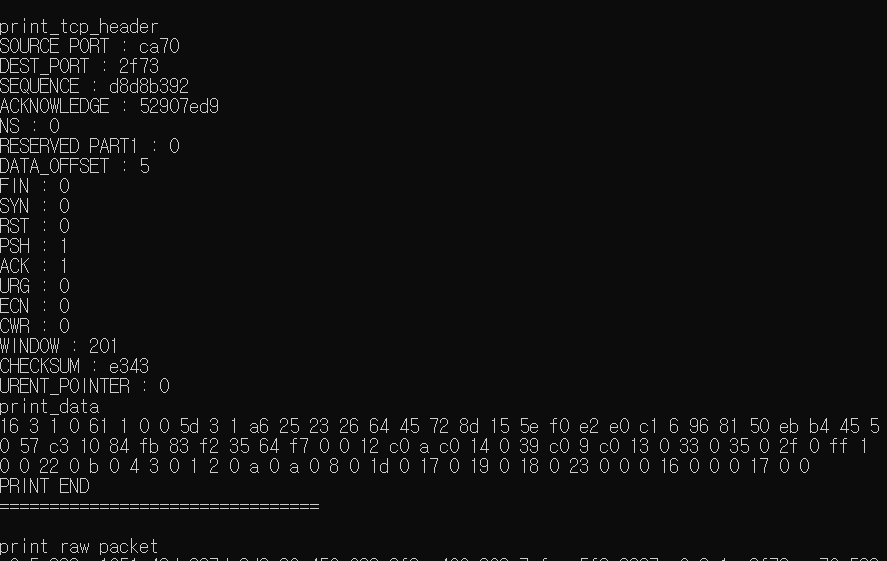 print_tcp_header
SOURCE PORT : ca70
DEST_PORT : 2f73
SEQUENCE : d8d8b392
ACKNOWLEDGE : 52907ed9
NS : 0
RESERVED PART1 : 0
DATA_OFFSET : 5
FIN : 0
SYN : 0
RST : 0
PSH : 1
ACK : 1
URG : 0
ECN : 0
CWR : 0
WINDOW : 201
CHECKSUM : e343
URENT_POINTER : 0
print_data
16 3 1 0 61 1 0 0 5d 3 1 a6 25 23 26 64 45 72 8d 15 5e f0 e2 e0 c1 6 96 81 50 eb b4 45 5
0 57 c3 10 84 fb 83 f2 35 64 f7 0 0 12 c0 a c0 14 0 39 c0 9 c0 13 0 33 0 35 0 2f 0 ff 1
0 0 22 0 b 0 4 3 0 1 2 0 a 0 a 0 8 0 1d 0 17 0 19 0 18 0 23 0 0 0 16 0 0 0 17 0 0
PRINT END
================================
print raw packet